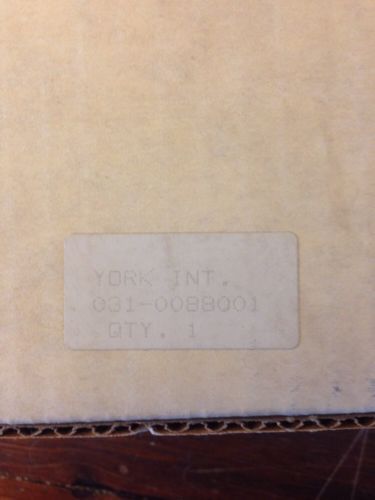 YORK INT.
031-0088001
QTY. 1